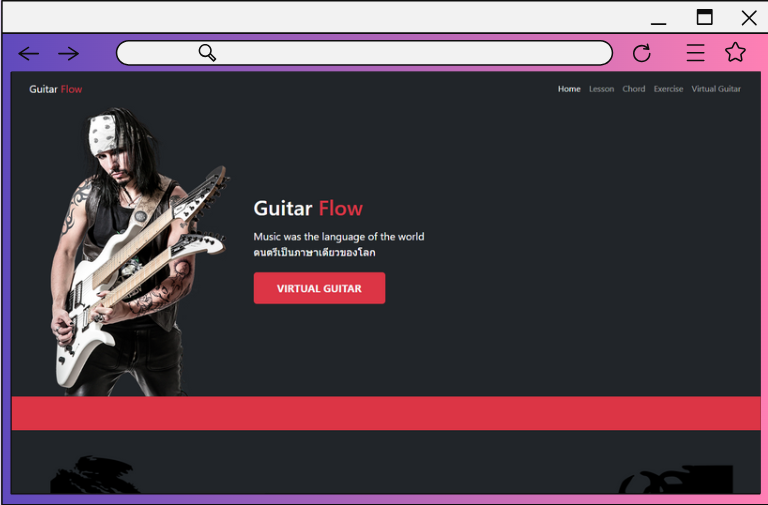 Guitar Flow
Home Lesson Chord Exercise Virtual Guitar
Guitar Flow
Music was the language of the world
ดนตรีเป็นภาษาเดียวของโลก
VIRTUAL GUITAR